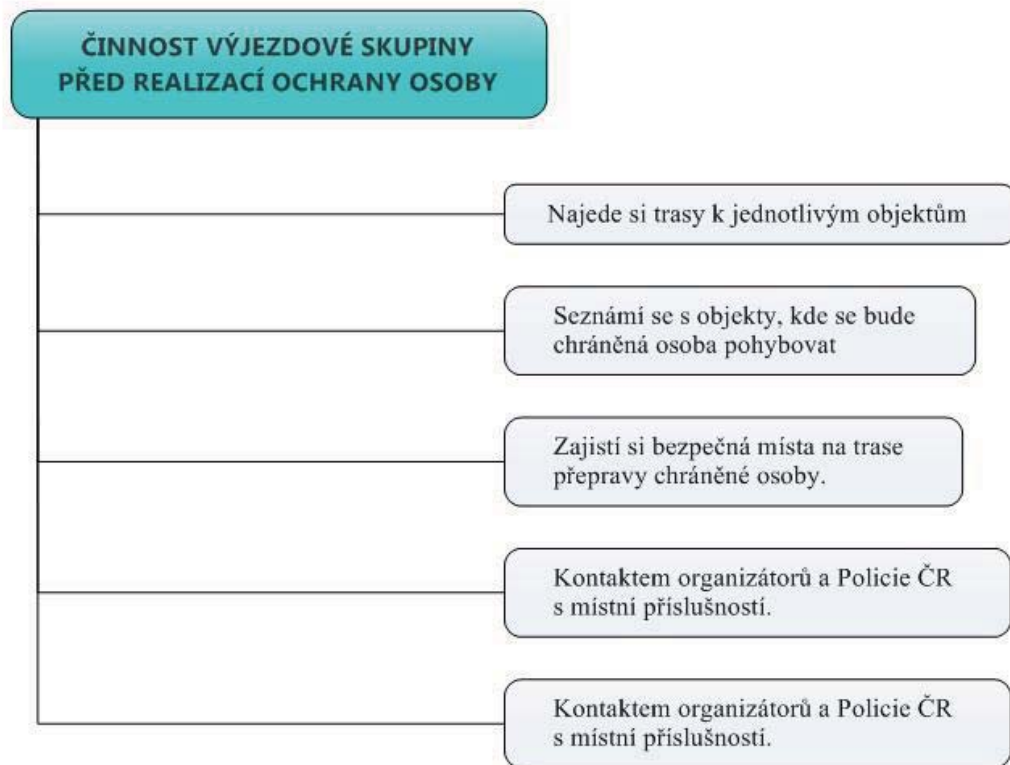 ČINNOST VÝJEZDOVÉ SKUPINY
PŘED REALIZACÍ OCHRANY OSOBY
Najede si trasy k jednotlivým objektům
Seznámí se s objekty, kde se bude
chráněná osoba pohybovat
Zajistí si bezpečná místa na trase
přepravy chráněné osoby.
Kontaktem organizátorů a Policie ČR
s místní příslušností.
Kontaktem organizátorů a Policie ČR
s místní příslušností.